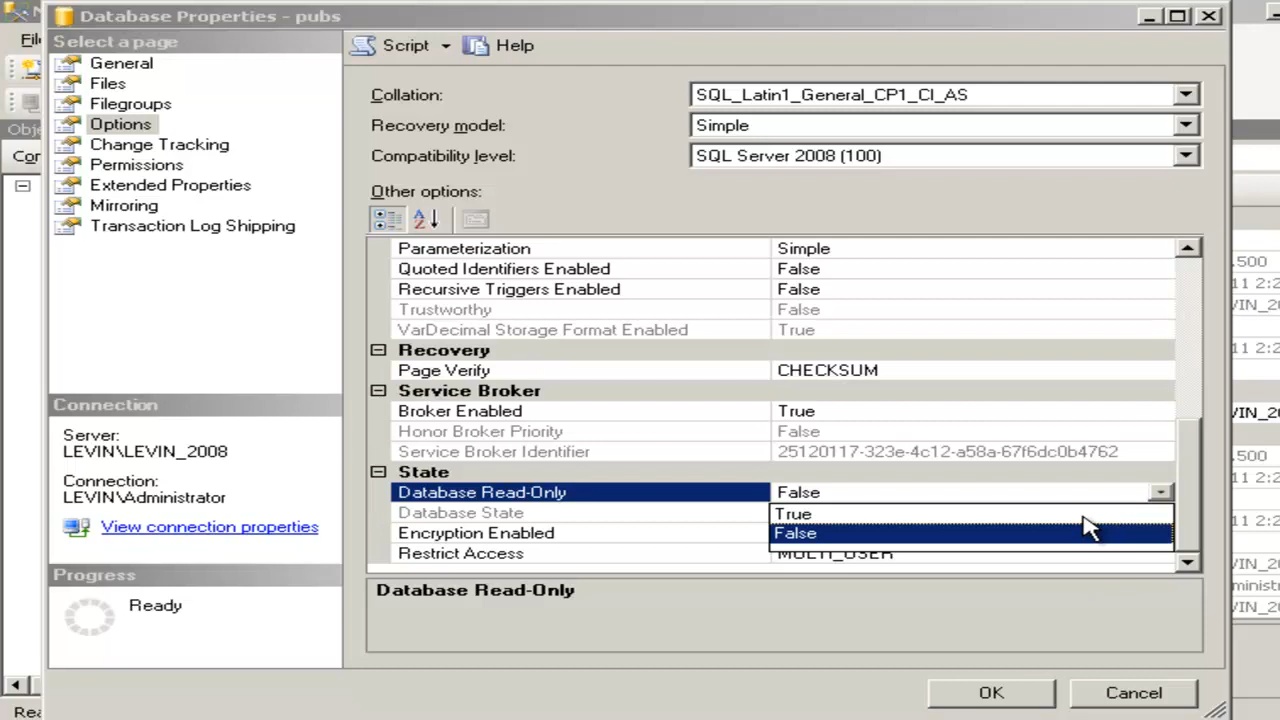 Database Properties - pubs
File
Select a page
General
Files
Filegroups
Options
Change Tracking
Permissions
Extended Properties
Mirroring
Transaction Log Shipping
Script
Help
Collation:
SQL_Latin1_General_CP1_CI_AS
Recovery model:
Simple
Compatibility level:
SQL Server 2008 (100)
Other options:
Parameterization Simple
Quoted Identifiers Enabled False
Recursive Triggers Enabled False
Trustworthy False
VarDecimal Storage Format Enabled True
Recovery
Page Verify CHECKSUM
Service Broker
Broker Enabled True
Honor Broker Priority False
Service Broker Identifier 25120117-323e-4c12-a58a-67f6dc0b4762
State
Database Read-Only False
Database State
True
Encryption Enabled
False
Restrict Access MULTI_USER
Database Read-Only
Connection
Server:
LEVIN\LEVIN_2008
Connection:
LEVIN\Administrator
View connection properties
Progress
Ready
OK
Cancel